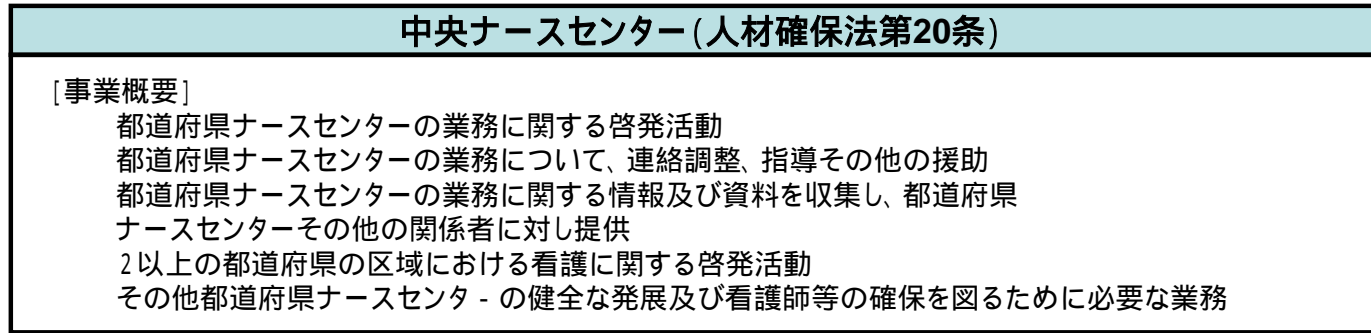 中央ナースセンター(人材確保法第20条)
[事業概要]
都道府県ナースセンターの業務に関する啓発活動
都道府県ナースセンターの業務について、連絡調整、指導その他の援助
都道府県ナースセンターの業務に関する情報及び資料を収集し、都道府県
ナースセンターその他の関係者に対し提供
2以上の都道府県の区域における看護に関する啓発活動
その他都道府県ナースセンタ‐の健全な発展及び看護師等の確保を図るために必要な業務